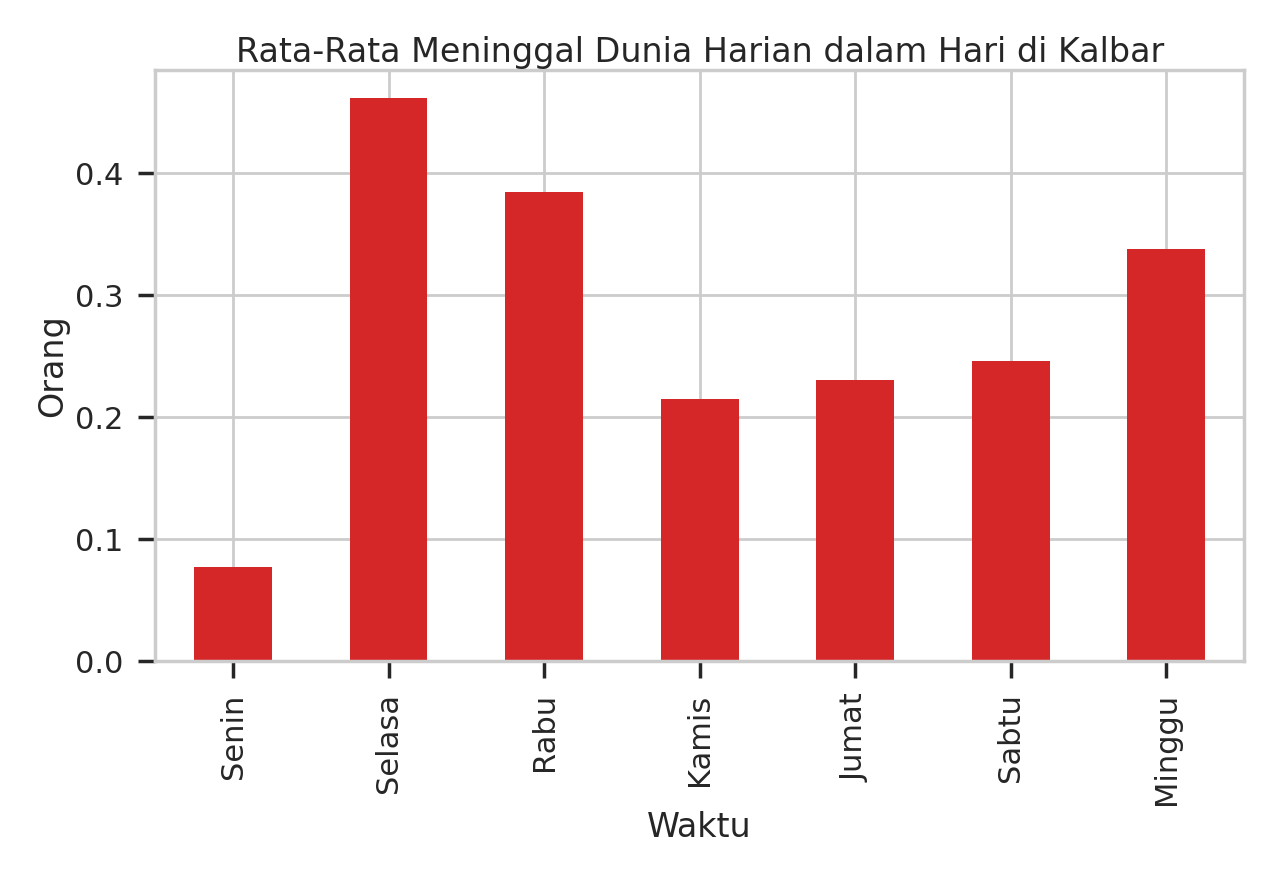 Rata-Rata Meninggal Dunia Harian dalam Hari di Kalbar
Orang
0.4
0.3
0.2
0.1
0.0
Senin
Selasa
Rabu
Kamis
Jumat
Sabtu
Minggu
Waktu